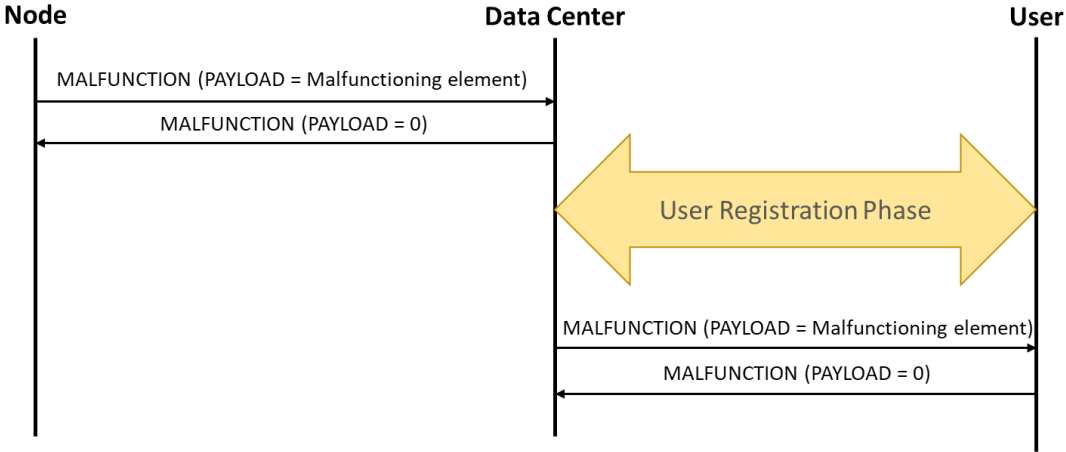 Node
Data Center
User
MALFUNCTION (PAYLOAD = Malfunctioning element)
MALFUNCTION (PAYLOAD = 0)
User Registration Phase
MALFUNCTION (PAYLOAD = Malfunctioning element)
MALFUNCTION (PAYLOAD = 0)